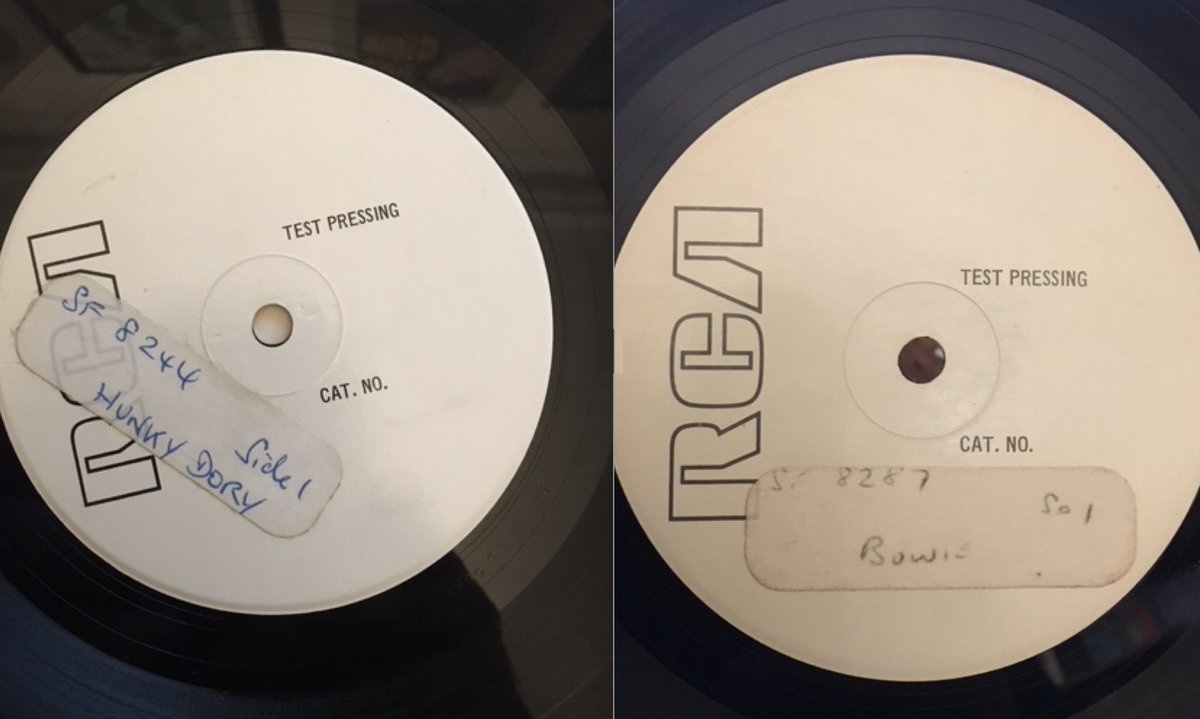 RCA
TEST PRESSING
CAT. NO.
SF 8244
Side 1
HUNKY DORY
RCA
TEST PRESSING
CAT. NO.
SF 8287
So 1
Bowie